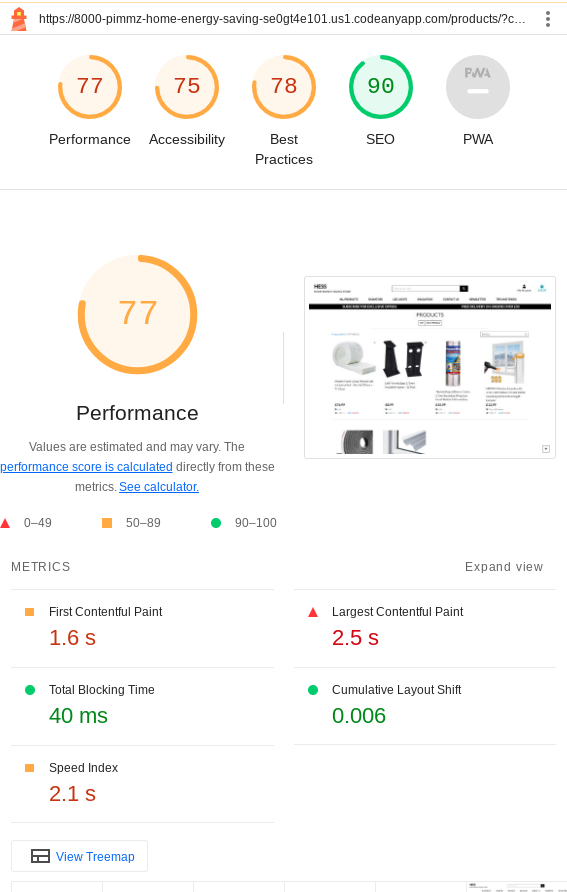 https://8000-pimmz-home-energy-saving-se0gt4e101.us1.codeanyapp.com/products/?c…
77
75
78
90
PWA
Performance
Accessibility
Best
Practices
SEO
PWA
77
HESS
PRODUCTS
Performance
Values are estimated and may vary. The
performance score is calculated directly from these
metrics. See calculator.
0–49
50–89
90–100
METRICS
Expand view
First Contentful Paint
1.6 s
Largest Contentful Paint
2.5 s
Total Blocking Time
40 ms
Cumulative Layout Shift
0.006
Speed Index
2.1 s
View Treemap